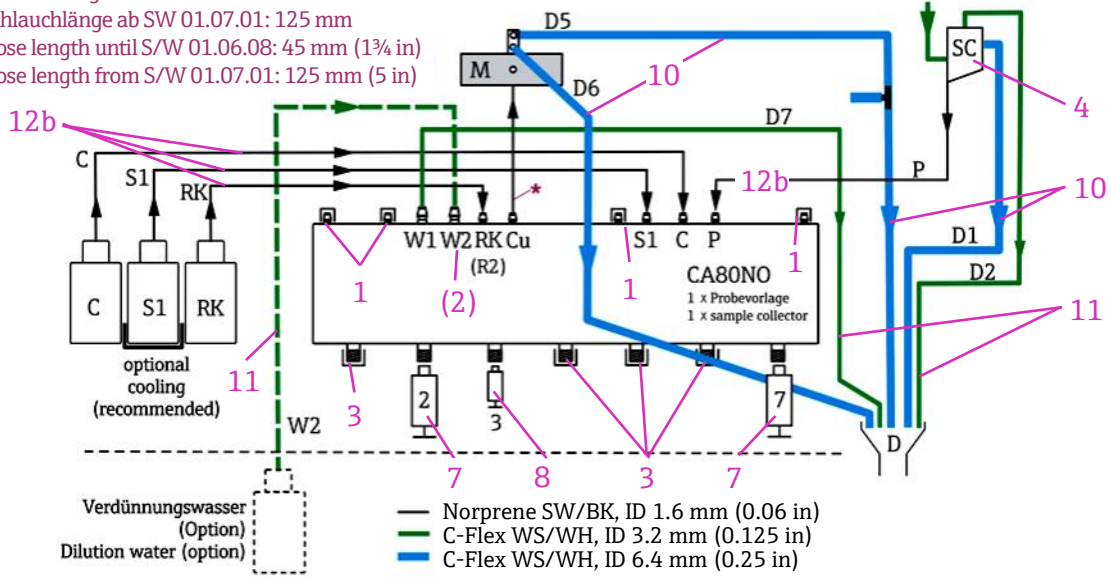 chlauchlänge ab SW 01.07.01: 125 mm
ose length until S/W 01.06.08: 45 mm (1¾ in)
ose length from S/W 01.07.01: 125 mm (5 in)
D5
D5
SC
M
10
D6
4
12b
D7
C
S1
RK
P
12b
*
10
W1 W2 RK Cu
S1 C P
D1
(R2)
CA80NO
D2
1
(2)
1
1
1 x Probevorlage
1 x sample collector
C
S1
RK
11
optional
cooling
(recommended)
11
3
2
3
7
W2
7
8
3
7
D
Verdünnungswasser
(Option)
Dilution water (option)
Norprene SW/BK, ID 1.6 mm (0.06 in)
C-Flex WS/WH, ID 3.2 mm (0.125 in)
C-Flex WS/WH, ID 6.4 mm (0.25 in)